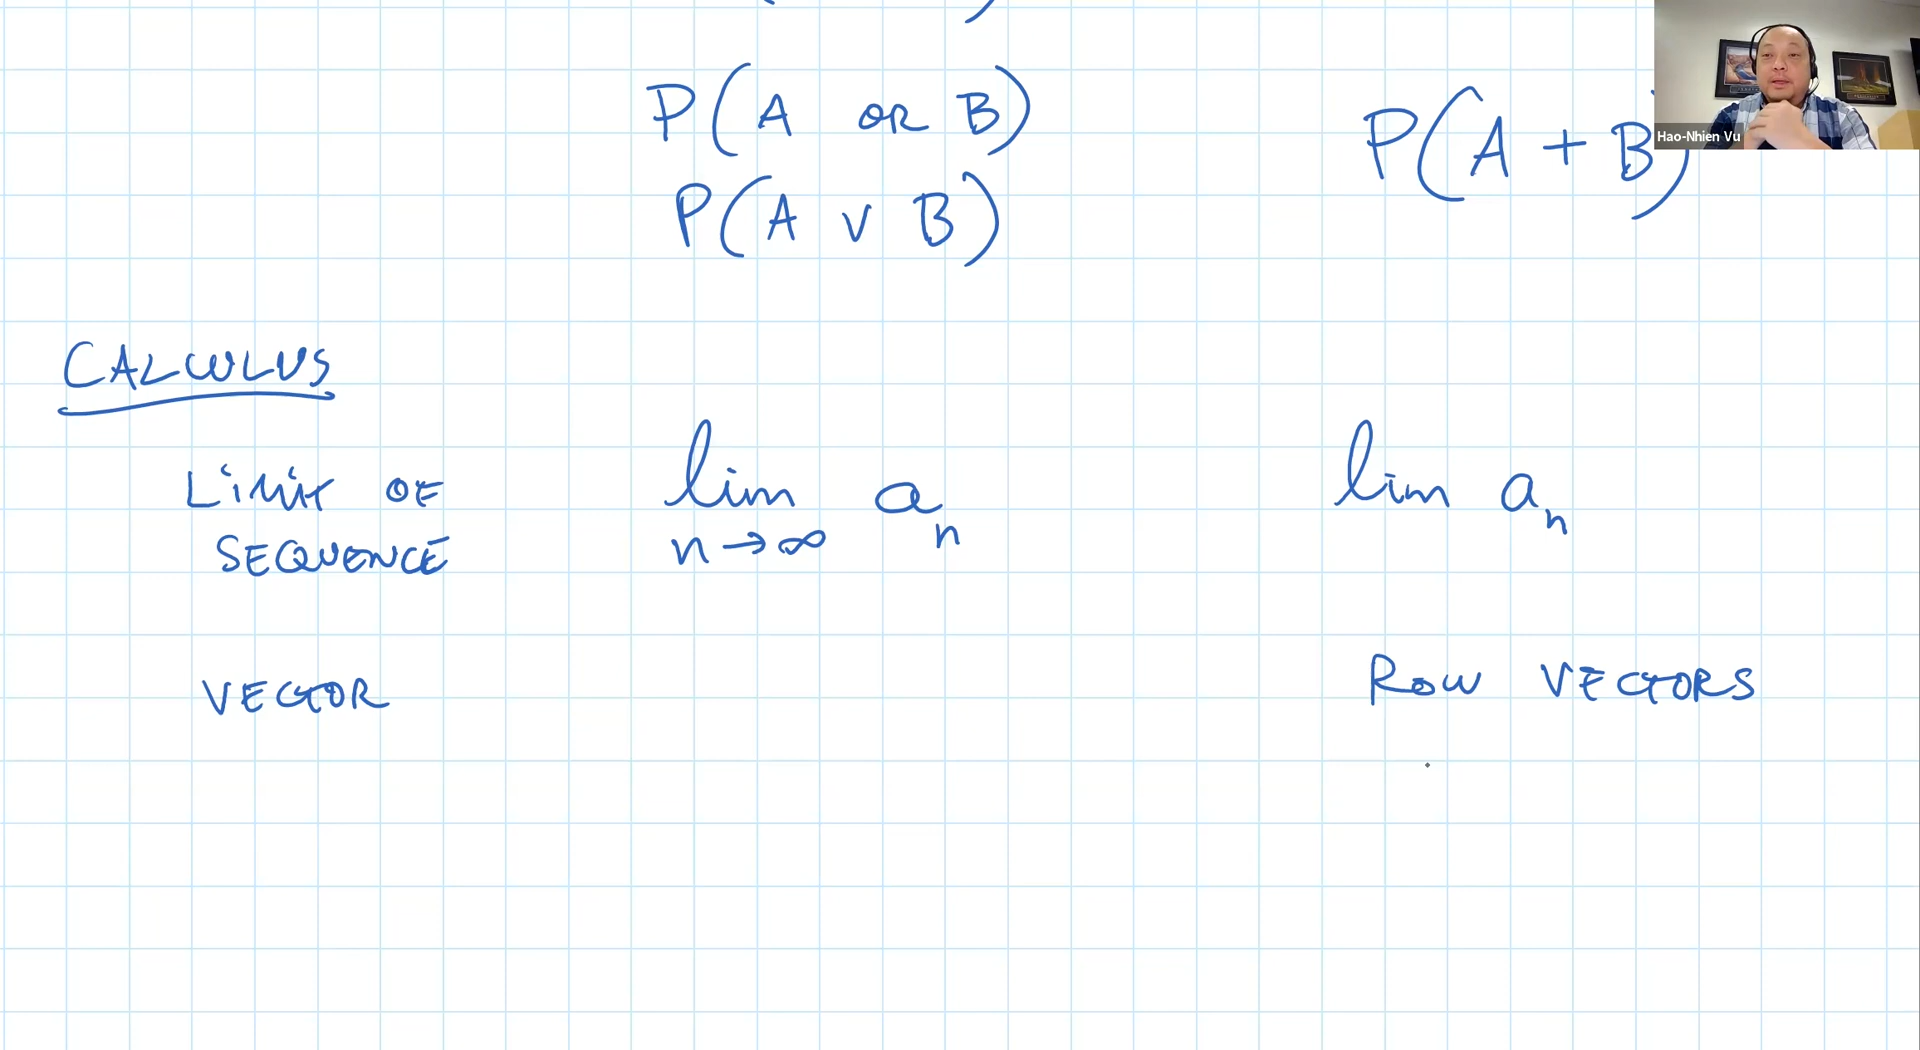 P(A OR B)
P(A + B)
Hao-Nhien Vu
P(A ∨ B)
CALCULUS
LIMIT OF
SEQUENCE
lim a_n
n→∞
lim a_n
VECTOR
ROW VECTORS